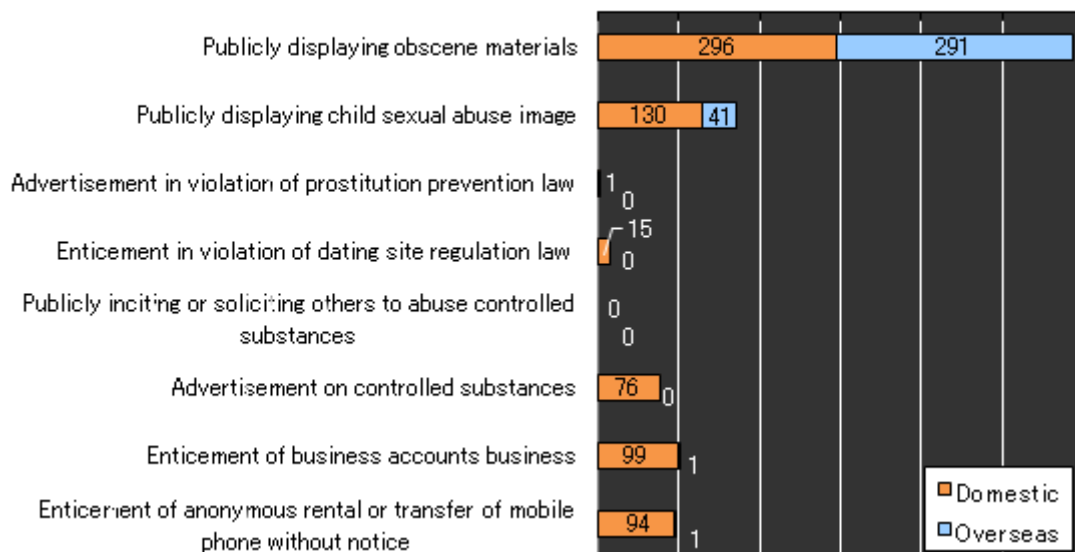 Publicly displaying obscene materials
296
291
Publicly displaying child sexual abuse image
130
41
Advertisement in violation of prostitution prevention law
1
0
Enticement in violation of dating site regulation law
15
0
Publicly inciting or soliciting others to abuse controlled
substances
0
0
Advertisement on controlled substances
76
0
Enticement of business accounts business
99
1
Enticement of anonymous rental or transfer of mobile
phone without notice
94
1
Domestic
Overseas